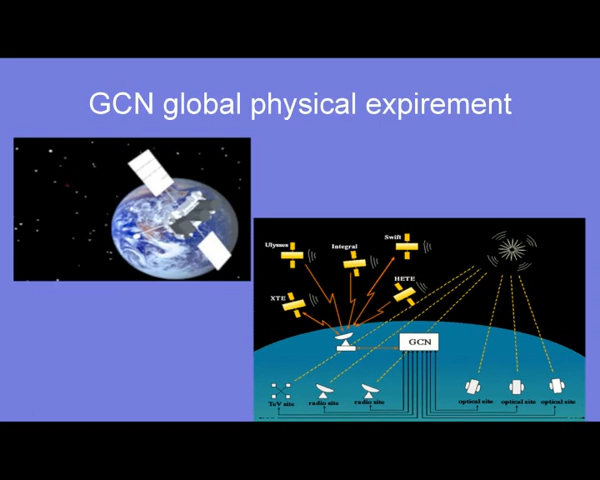 GCN global physical expirement
Ulymos
Integral
Swift
XTE
HETE
GCN
TeV site
radio site
radio site
optical site
optical site
optical site